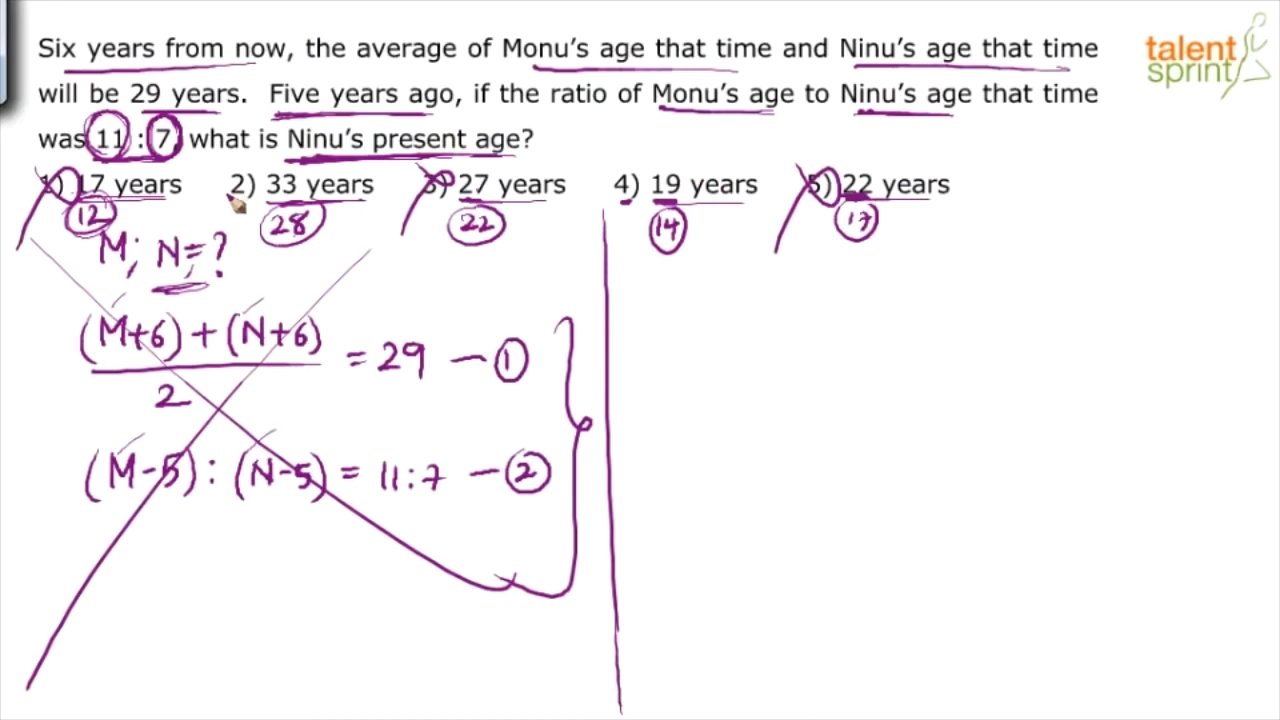 Six years from now, the average of Monu's age that time and Ninu's age that time
talent
sprint
will be 29 years. Five years ago, if the ratio of Monu's age to Ninu's age that time
was 11 : 7, what is Ninu's present age?
1) 17 years 2) 33 years 3) 27 years 4) 19 years 5) 22 years
12 28 22 14 17
M; N=?
(M+6) + (N+6)
= 29 — 1
2
(M-5) : (N-5) = 11:7 — 2